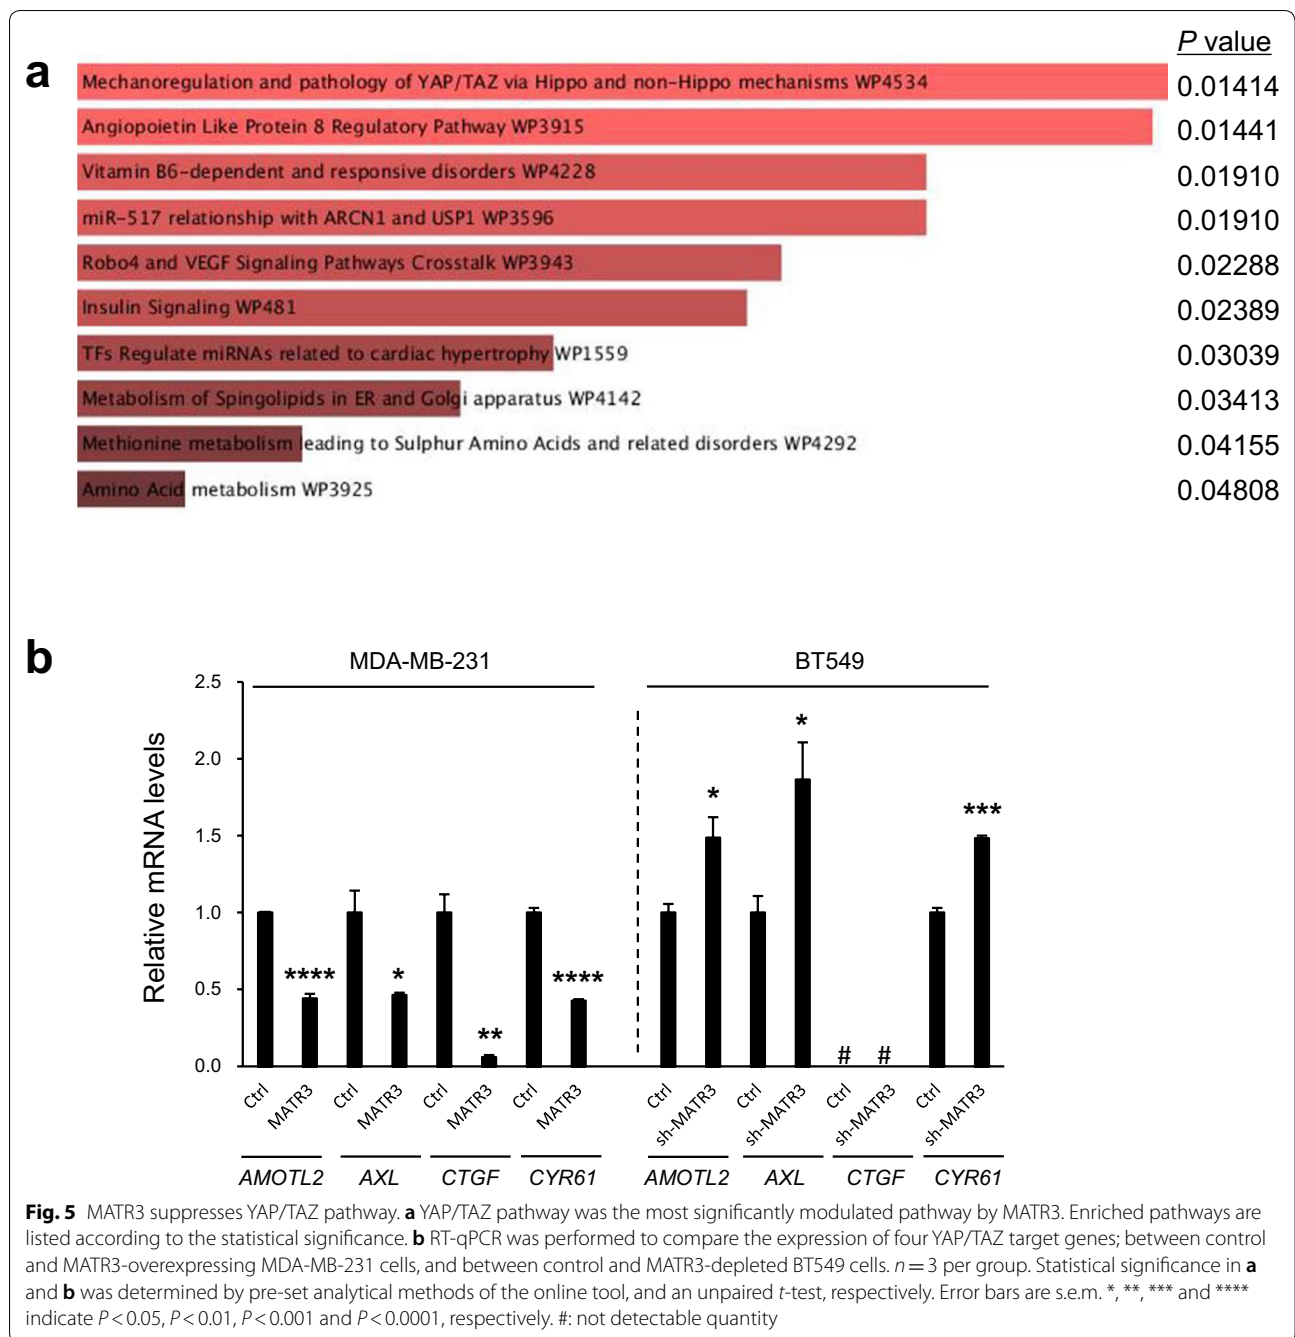 P value
a
Mechanoregulation and pathology of YAP/TAZ via Hippo and non-Hippo mechanisms WP4534 0.01414
Angiopoietin Like Protein 8 Regulatory Pathway WP3915 0.01441
Vitamin B6-dependent and responsive disorders WP4228 0.01910
miR-517 relationship with ARCN1 and USP1 WP3596 0.01910
Robo4 and VEGF Signaling Pathways Crosstalk WP3943 0.02288
Insulin Signaling WP481 0.02389
TFs Regulate miRNAs related to cardiac hypertrophy WP1559 0.03039
Metabolism of Spingolipids in ER and Golgi apparatus WP4142 0.03413
Methionine metabolism leading to Sulphur Amino Acids and related disorders WP4292 0.04155
Amino Acid metabolism WP3925 0.04808
b
MDA-MB-231 BT549
Relative mRNA levels
2.5
2.0
1.5
1.0
0.5
0.0
**** * ** **** * * # # ***
Ctrl MATR3 Ctrl MATR3 Ctrl MATR3 Ctrl MATR3 Ctrl sh-MATR3 Ctrl sh-MATR3 Ctrl sh-MATR3 Ctrl sh-MATR3
AMOTL2 AXL CTGF CYR61 AMOTL2 AXL CTGF CYR61
Fig. 5 MATR3 suppresses YAP/TAZ pathway. a YAP/TAZ pathway was the most significantly modulated pathway by MATR3. Enriched pathways are
listed according to the statistical significance. b RT-qPCR was performed to compare the expression of four YAP/TAZ target genes; between control
and MATR3-overexpressing MDA-MB-231 cells, and between control and MATR3-depleted BT549 cells. n = 3 per group. Statistical significance in a
and b was determined by pre-set analytical methods of the online tool, and an unpaired t-test, respectively. Error bars are s.e.m. *, **, *** and ****
indicate P < 0.05, P < 0.01, P < 0.001 and P < 0.0001, respectively. #: not detectable quantity